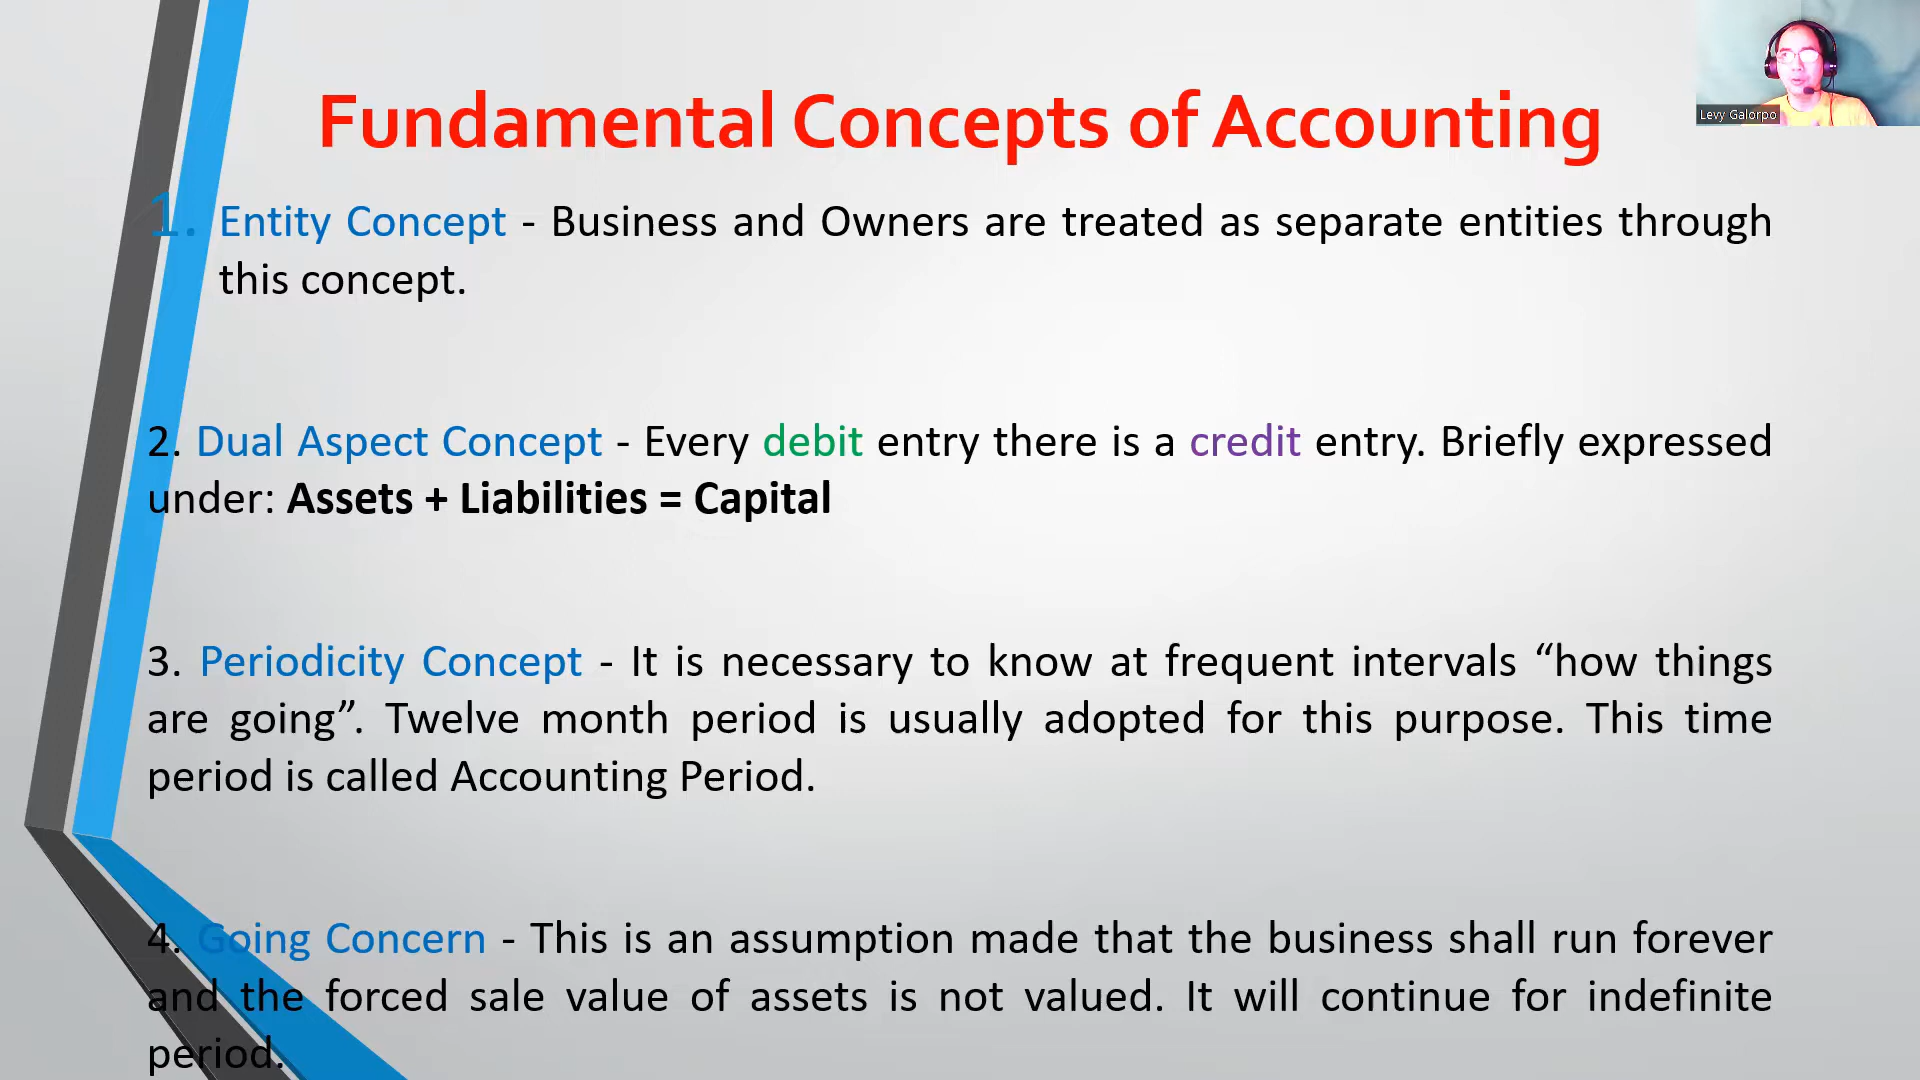 Levy Galorpo
Fundamental Concepts of Accounting
1. Entity Concept - Business and Owners are treated as separate entities through
this concept.
2. Dual Aspect Concept - Every debit entry there is a credit entry. Briefly expressed
under: Assets + Liabilities = Capital
3. Periodicity Concept - It is necessary to know at frequent intervals “how things
are going”. Twelve month period is usually adopted for this purpose. This time
period is called Accounting Period.
4. Going Concern - This is an assumption made that the business shall run forever
and the forced sale value of assets is not valued. It will continue for indefinite
period.